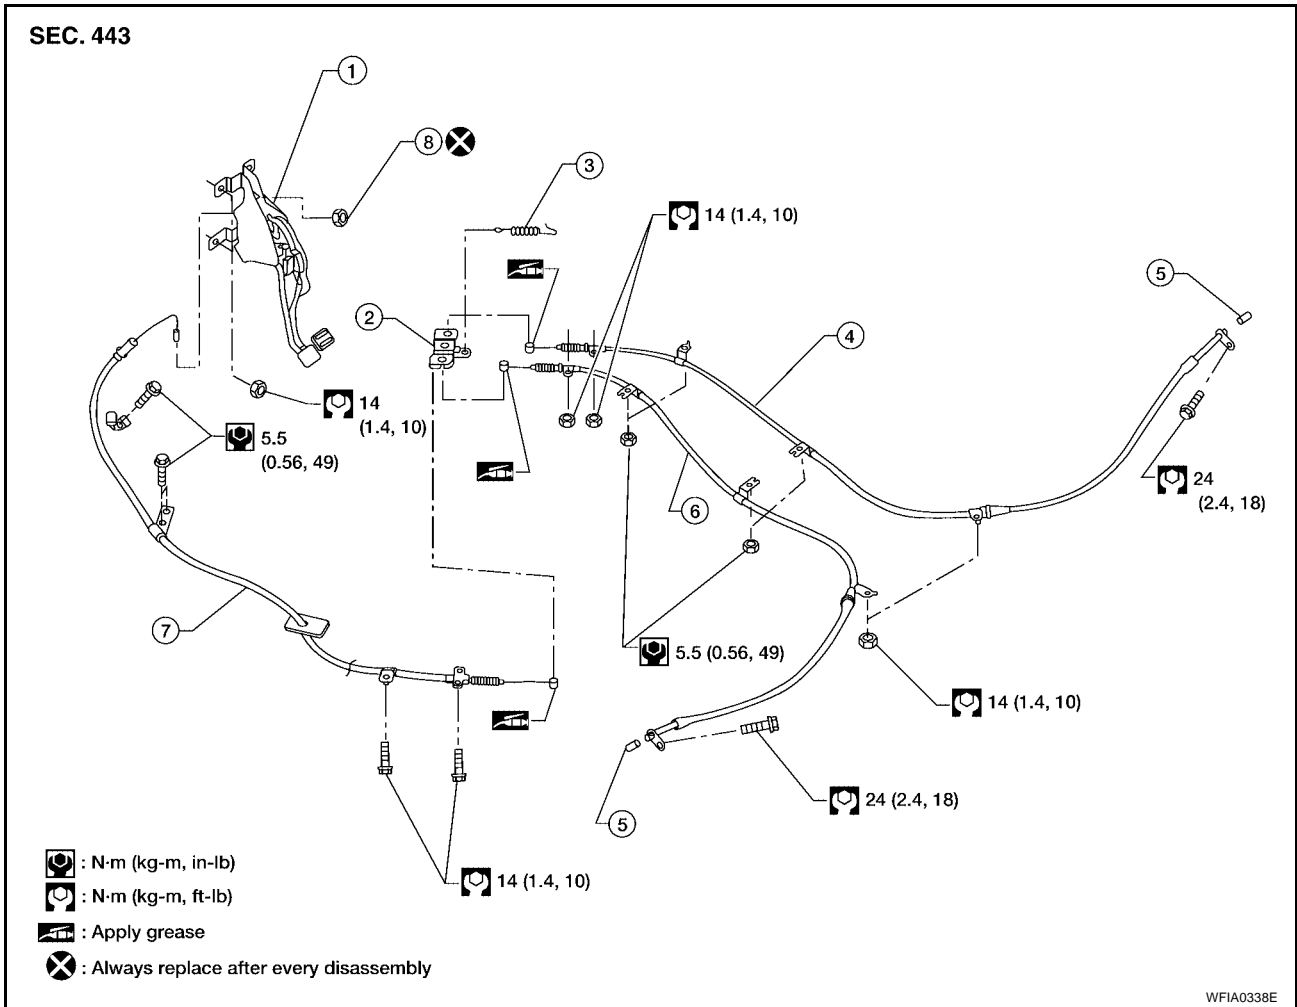 SEC. 443
1
8
3
14 (1.4, 10)
5
2
4
14
(1.4, 10)
5.5
(0.56, 49)
24
(2.4, 18)
6
7
5.5 (0.56, 49)
14 (1.4, 10)
24 (2.4, 18)
5
14 (1.4, 10)
: N·m (kg-m, in-lb)
: N·m (kg-m, ft-lb)
: Apply grease
: Always replace after every disassembly
WFIA0338E